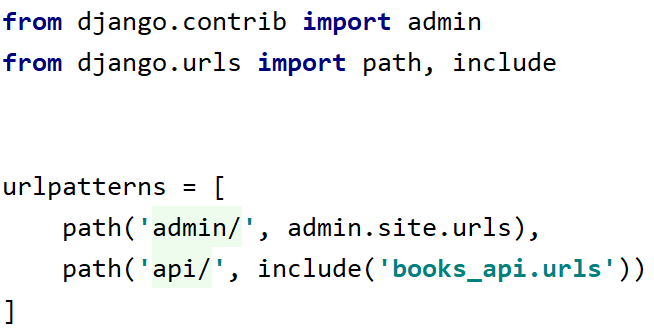 from django.contrib import admin
from django.urls import path, include
urlpatterns = [
    path('admin/', admin.site.urls),
    path('api/', include('books_api.urls'))
]